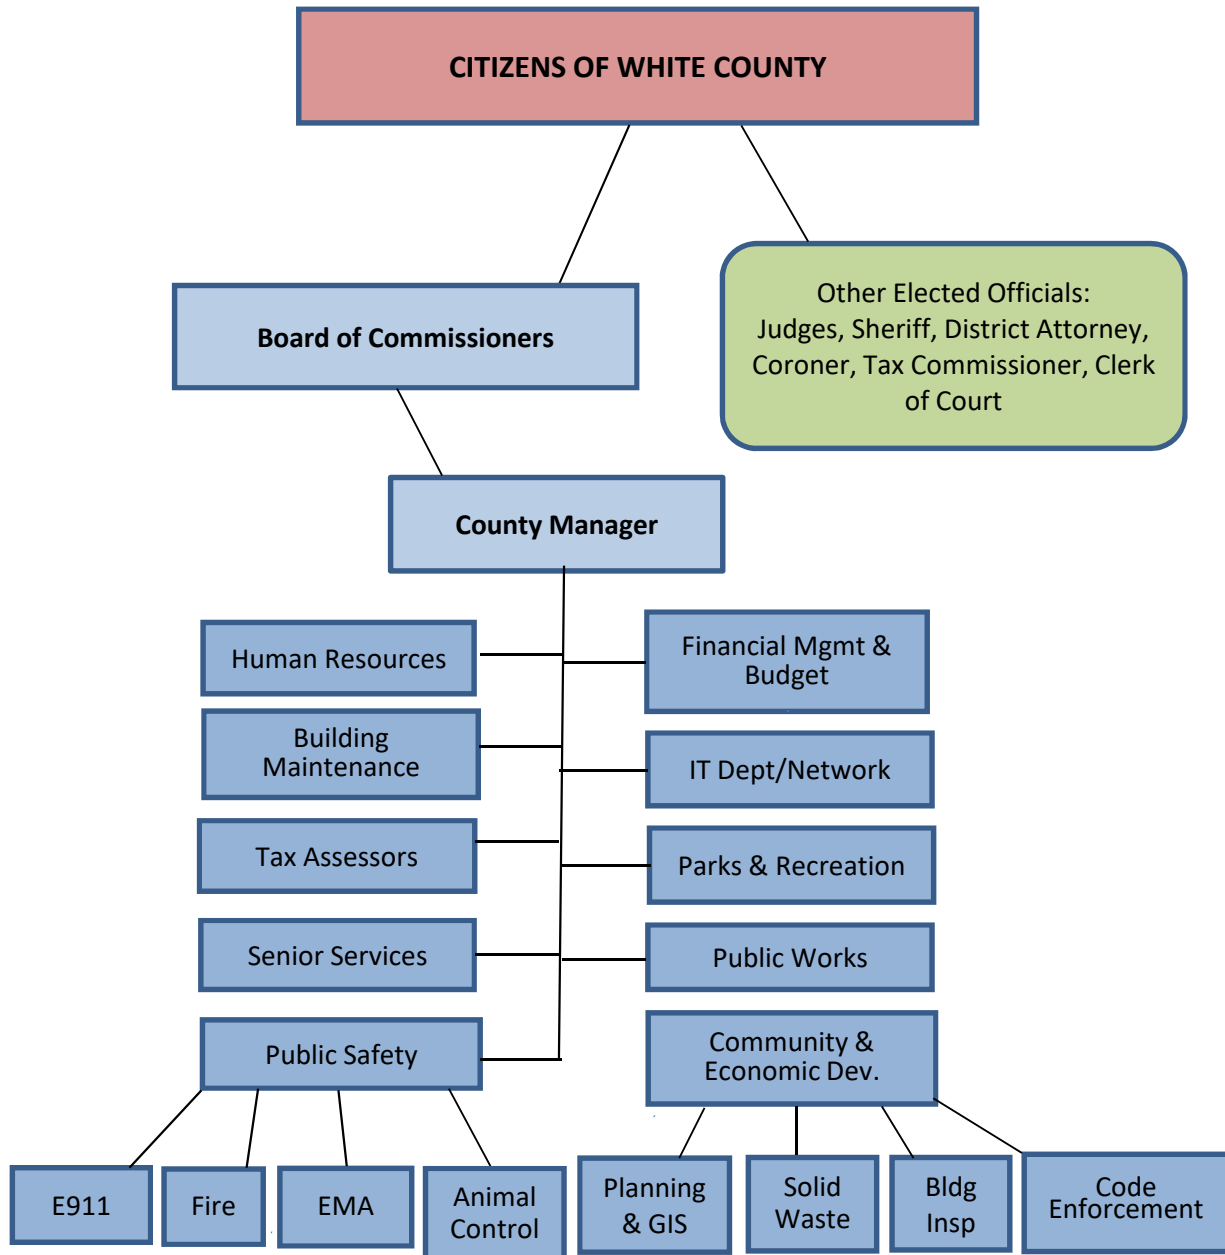 CITIZENS OF WHITE COUNTY
Board of Commissioners
Other Elected Officials:
Judges, Sheriff, District Attorney,
Coroner, Tax Commissioner, Clerk
of Court
County Manager
Human Resources
Financial Mgmt &
Budget
Building
Maintenance
IT Dept/Network
Tax Assessors
Parks & Recreation
Senior Services
Public Works
Public Safety
Community &
Economic Dev.
E911
Fire
EMA
Animal
Control
Planning
& GIS
Solid
Waste
Bldg
Insp
Code
Enforcement